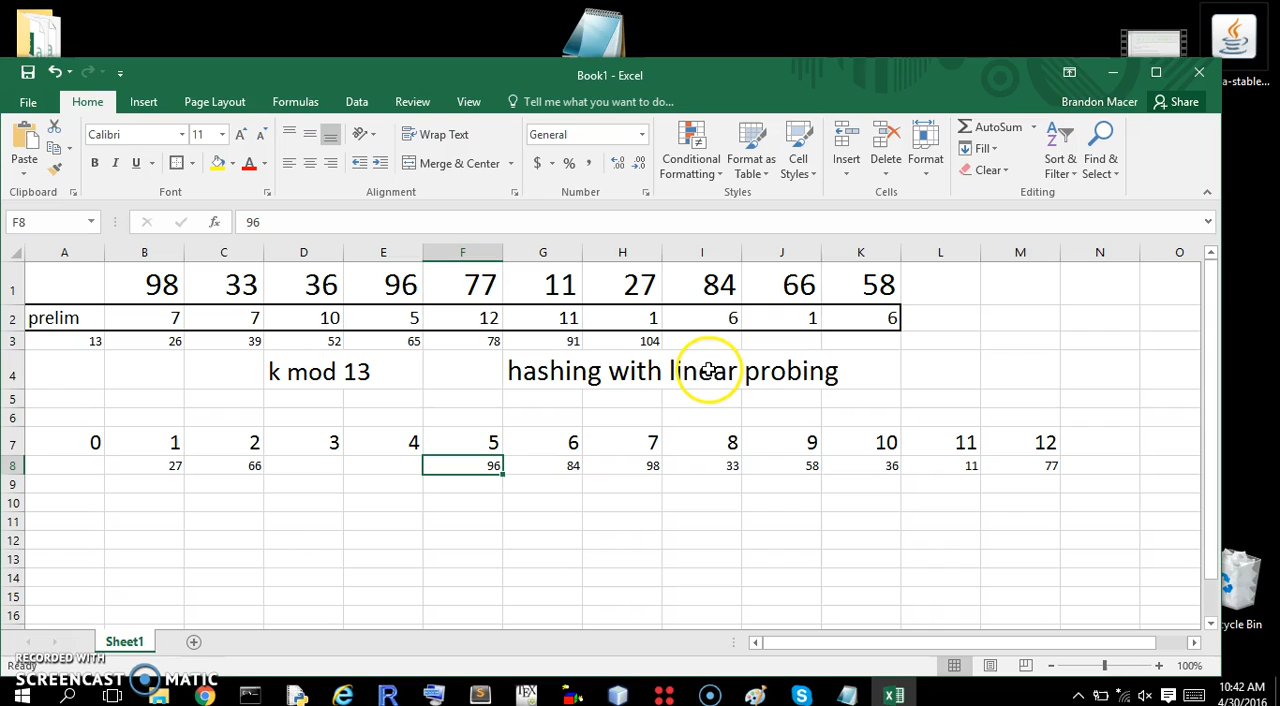 a-stable...
Book1 - Excel
File Home Insert Page Layout Formulas Data Review View Tell me what you want to do... Brandon Macer Share
Paste Calibri 11 A A Wrap Text General AutoSum
B I U A Merge & Center $ % Conditional Formatting Format as Table Cell Styles Insert Delete Format Fill Clear Sort & Filter Find & Select
Clipboard Font Alignment Number Styles Cells Editing
F8 fx 96
A B C D E F G H I J K L M N O
1 98 33 36 96 77 11 27 84 66 58
2 prelim 7 7 10 5 12 11 1 6 1 6
3 13 26 39 52 65 78 91 104
4 k mod 13 hashing with linear probing
5
6
7 0 1 2 3 4 5 6 7 8 9 10 11 12
8 27 66 96 84 98 33 58 36 11 77
9
10
11
12
13
14
15
16
cycle Bin
Sheet1
Ready 100%
RECORDED WITH
SCREENCAST MATIC
10:42 AM
4/30/2016